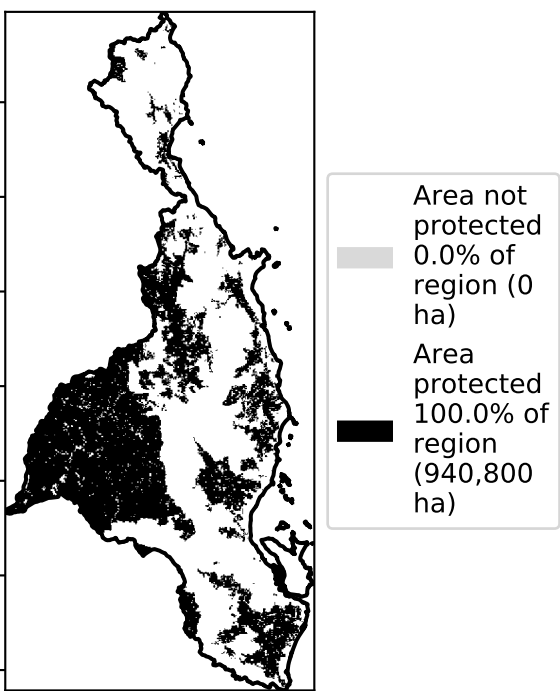 Area not
protected
0.0% of
region (0
ha)
Area
protected
100.0% of
region
(940,800
ha)